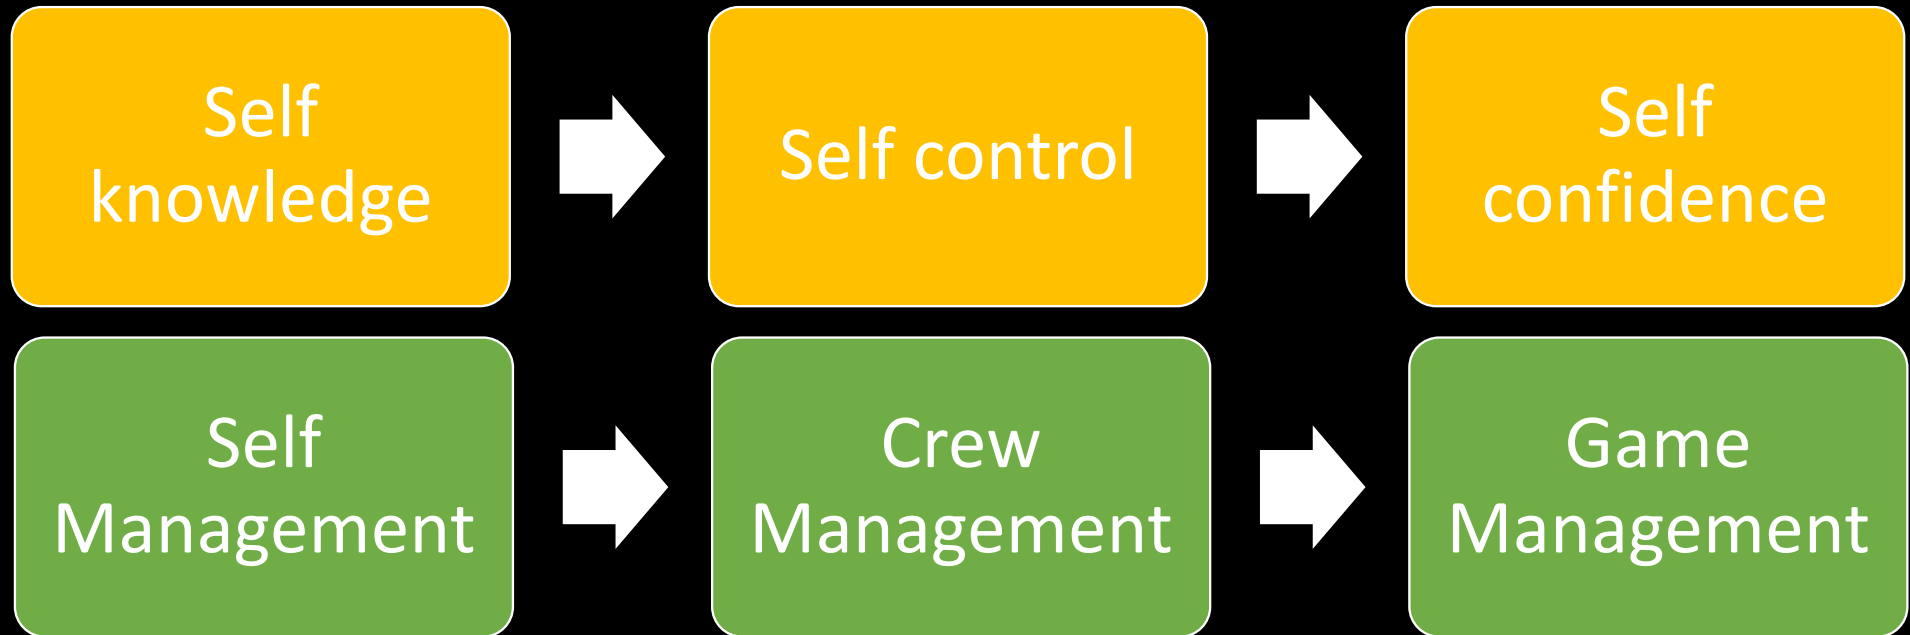 Self
knowledge
Self control
Self
confidence
Self
Management
Crew
Management
Game
Management